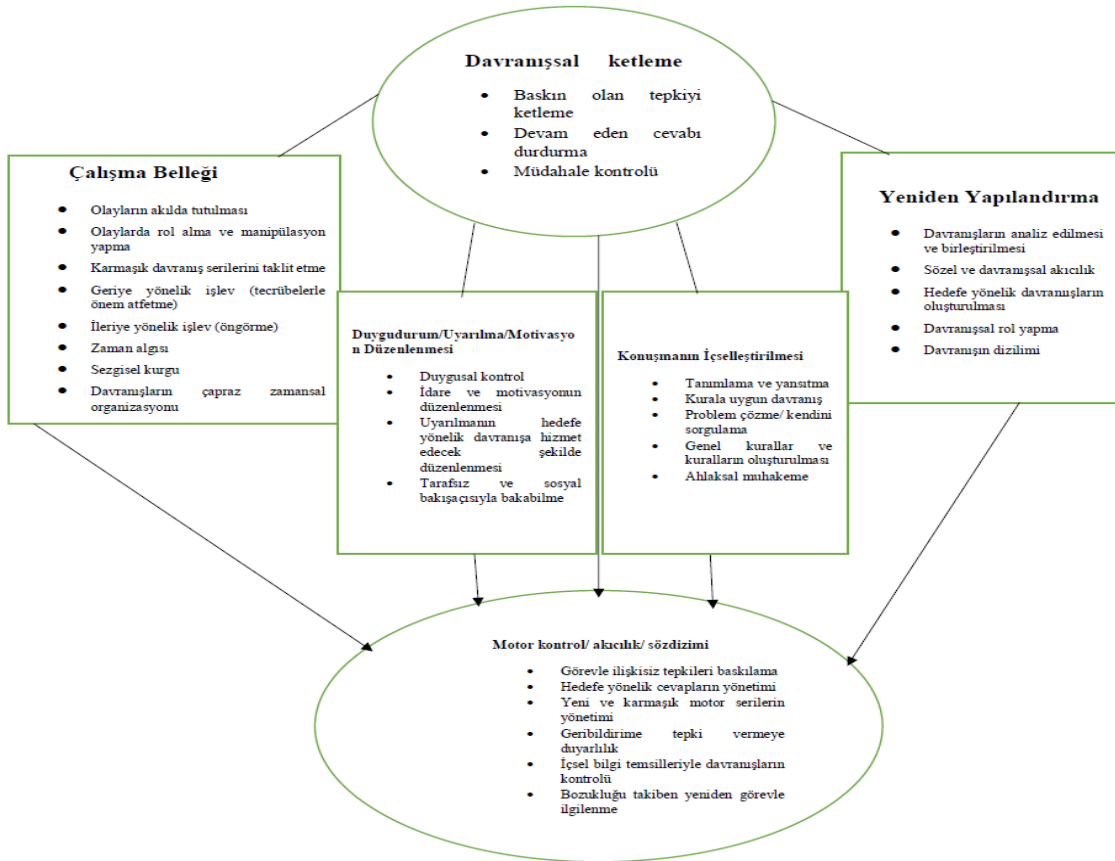 Davranışsal ketleme
• Baskın olan tepkiyi
ketleme
• Devam eden cevabı
durdurma
• Müdahale kontrolü
Çalışma Belleği
• Olayların akılda tutulması
• Olaylarda rol alma ve manipülasyon
yapma
• Karmaşık davranış serilerini taklit etme
• Geriye yönelik işlev (tecrübelerle
önem atfetme)
• İleriye yönelik işlev (öngörme)
• Zaman algısı
• Sezgisel kurgu
• Davranışların çapraz zamansal
organizasyonu
Duygudurum/Uyarılma/Motivasyo
n Düzenlenmesi
• Duygusal kontrol
• İdare ve motivasyonun
düzenlenmesi
• Uyarılmanın hedefe
yönelik davranışa hizmet
edecek şekilde
düzenlenmesi
• Tarafsız ve sosyal
bakışaçısıyla bakabilme
Konuşmanın İçselleştirilmesi
• Tanımlama ve yansıtma
• Kurala uygun davranış
• Problem çözme/ kendini
sorgulama
• Genel kurallar ve
kuralların oluşturulması
• Ahlaksal muhakeme
Yeniden Yapılandırma
• Davranışların analiz edilmesi
ve birleştirilmesi
• Sözel ve davranışsal akıcılık
• Hedefe yönelik davranışların
oluşturulması
• Davranışsal rol yapma
• Davranışın dizilimi
Motor kontrol/ akıcılık/ sözdizimi
• Görevle ilişkisiz tepkileri baskılama
• Hedefe yönelik cevapların yönetimi
• Yeni ve karmaşık motor serilerin
yönetimi
• Geribildirime tepki vermeye
duyarlılık
• İçsel bilgi temsilleriyle davranışların
kontrolü
• Bozukluğu takiben yeniden görevle
ilgilenme